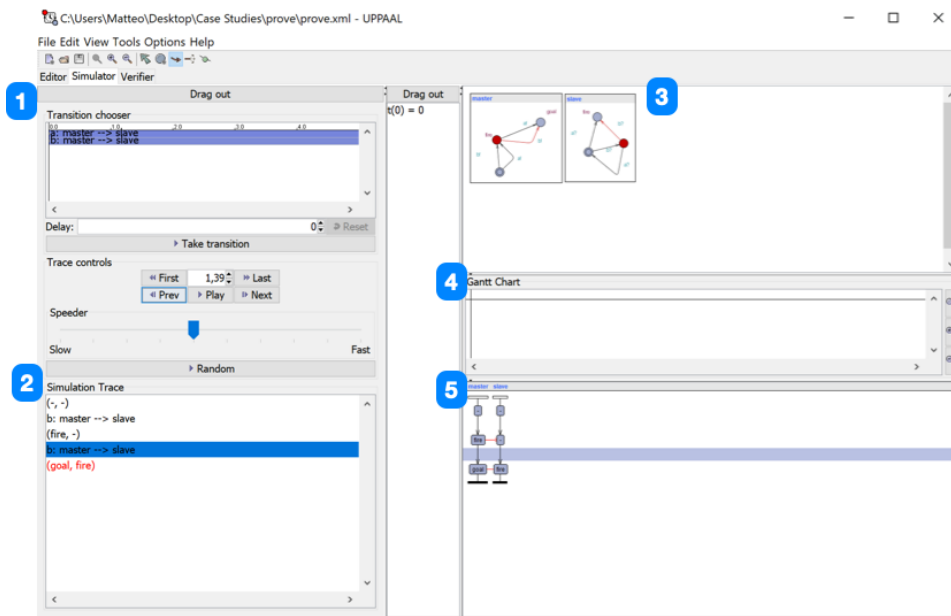 C:\Users\Matteo\Desktop\Case Studies\prove\prove.xml - UPPAAL
File Edit View Tools Options Help
Editor Simulator Verifier
1
Drag out
Drag out
Transition chooser
a: master --> slave
b: master --> slave
Delay: 0 Reset
Take transition
Trace controls
First 1,39 Last
Prev Play Next
Speeder
Slow Fast
Random
2
Simulation Trace
(-, -)
b: master --> slave
(fire, -)
b: master --> slave
(goal, fire)
t(0) = 0
3
master
slave
goal
fire
fire
4
Gantt Chart
5
master slave
- -
fire -
goal fire